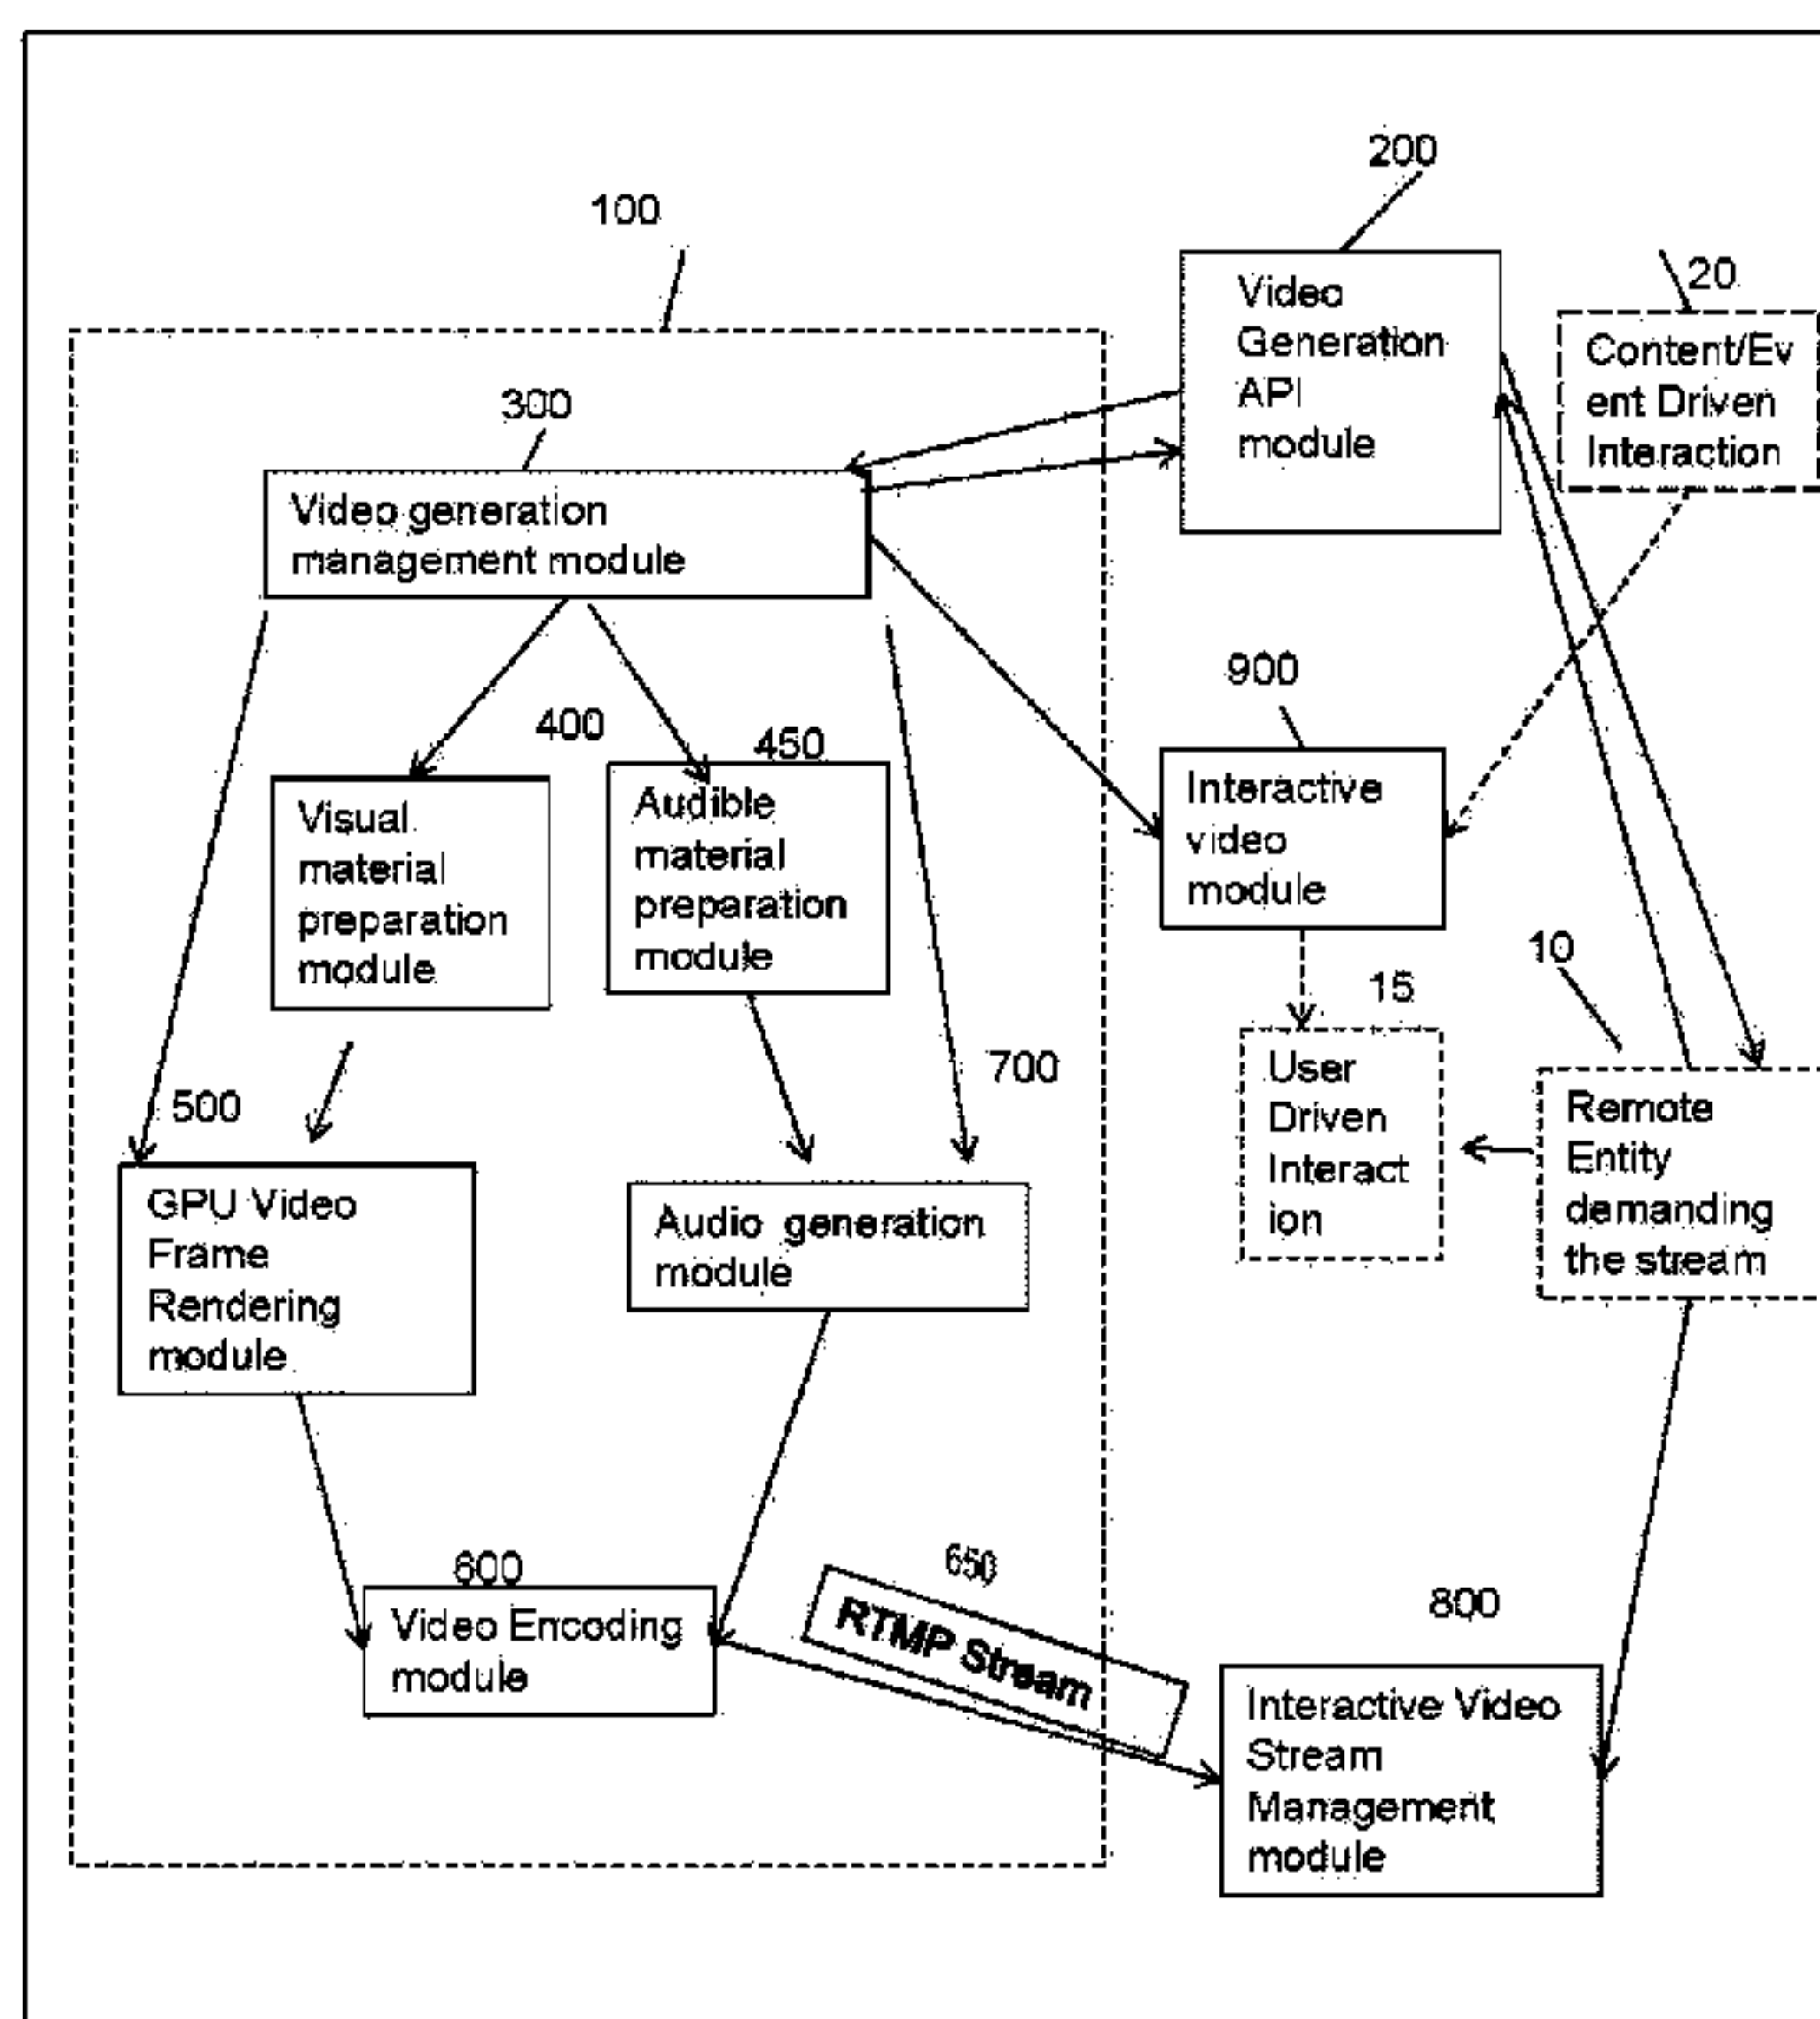 200
100
20
Video
Generation
API
module
Content/Ev
ent Driven
Interaction
300
Video generation
management module
900
400
450
Interactive
video
module
Visual
material
preparation
module
Audible
material
preparation
module
10
15
700
500
User
Driven
Interact
ion
Remote
Entity
demanding
the stream
GPU Video
Frame
Rendering
module
Audio generation
module
600
650
800
Video Encoding
module
RTMP Stream
Interactive Video
Stream
Management
module